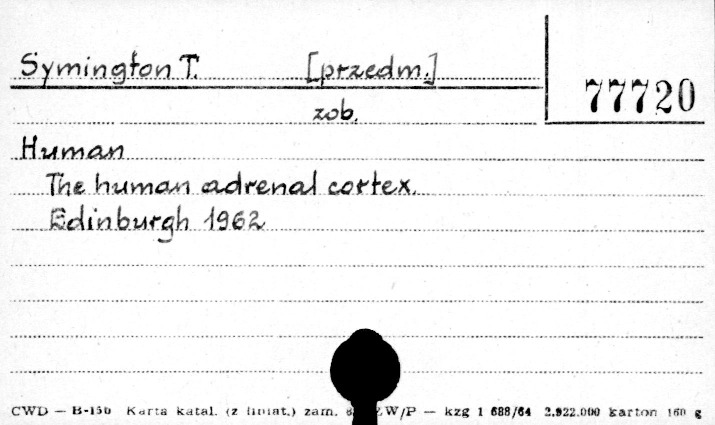 Symington T. [przedm.]
77720
zob.
Human
The human adrenal cortex.
Edinburgh 1962
CWD — B-150 Karta katal. (z liniat.) zam. W/P — kzg 1 688/64 2.922.000 karton 160 g